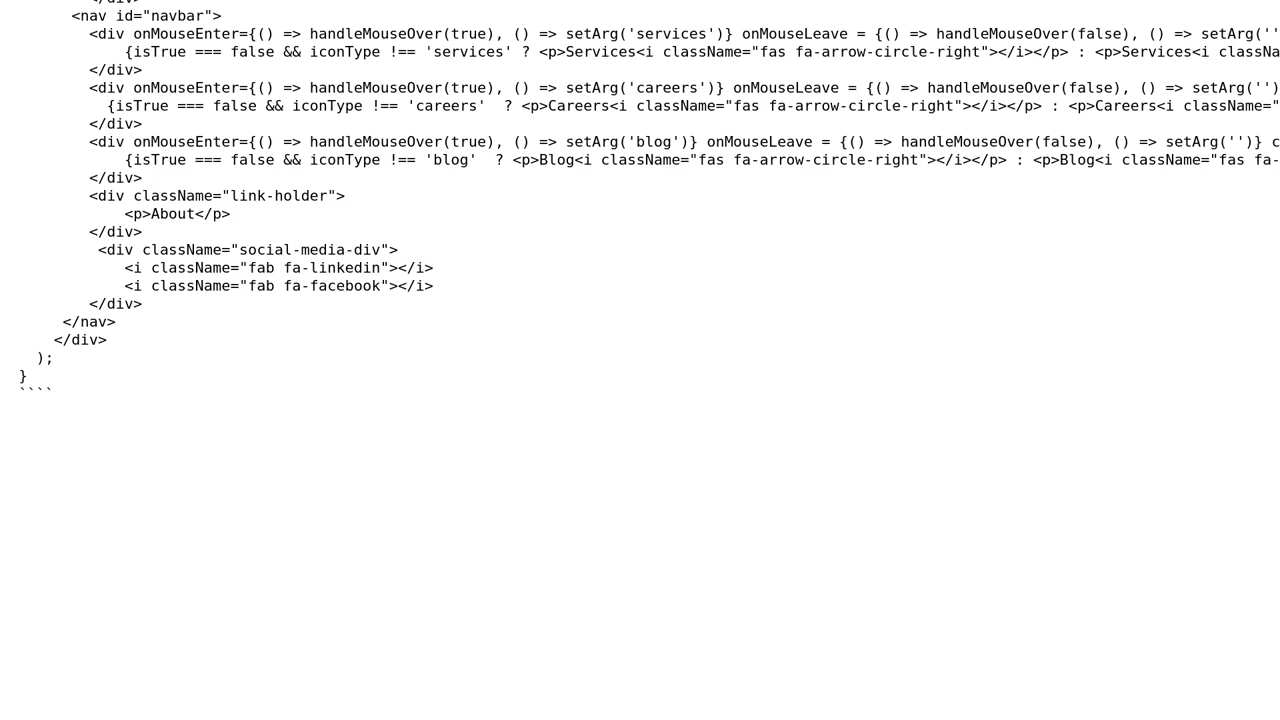 </div>
<nav id="navbar">
<div onMouseEnter={() => handleMouseOver(true), () => setArg('services')} onMouseLeave = {() => handleMouseOver(false), () => setArg(''
{isTrue === false && iconType !== 'services' ? <p>Services<i className="fas fa-arrow-circle-right"></i></p> : <p>Services<i classNa
</div>
<div onMouseEnter={() => handleMouseOver(true), () => setArg('careers')} onMouseLeave = {() => handleMouseOver(false), () => setArg('')
{isTrue === false && iconType !== 'careers'  ? <p>Careers<i className="fas fa-arrow-circle-right"></i></p> : <p>Careers<i className="
</div>
<div onMouseEnter={() => handleMouseOver(true), () => setArg('blog')} onMouseLeave = {() => handleMouseOver(false), () => setArg('')} c
{isTrue === false && iconType !== 'blog'  ? <p>Blog<i className="fas fa-arrow-circle-right"></i></p> : <p>Blog<i className="fas fa-
</div>
<div className="link-holder">
<p>About</p>
</div>
<div className="social-media-div">
<i className="fab fa-linkedin"></i>
<i className="fab fa-facebook"></i>
</div>
</nav>
</div>
);
}
````